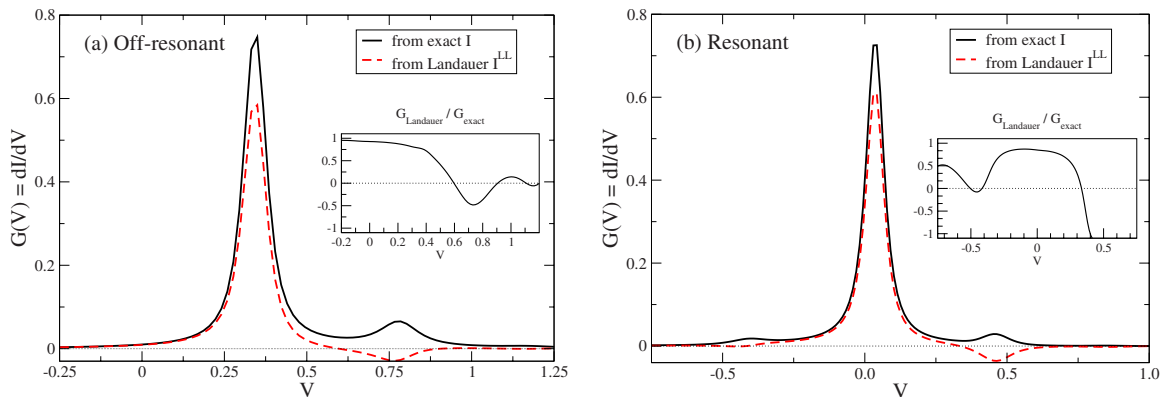 (a) Off-resonant
from exact I
from Landauer I^LL
G(V) = dI/dV
0.8
0.6
0.4
0.2
0
-0.25 0 0.25 0.5 0.75 1 1.25
V
G_Landauer / G_exact
1
0.5
0
-0.5
-1
-0.2 0 0.2 0.4 0.6 0.8 1
V
(b) Resonant
from exact I
from Landauer I^LL
G(V) = dI/dV
0.8
0.6
0.4
0.2
0
-0.5 0.0 0.5 1.0
V
G_Landauer / G_exact
1
0.5
0
-0.5
-1
-0.5 0 0.5
V